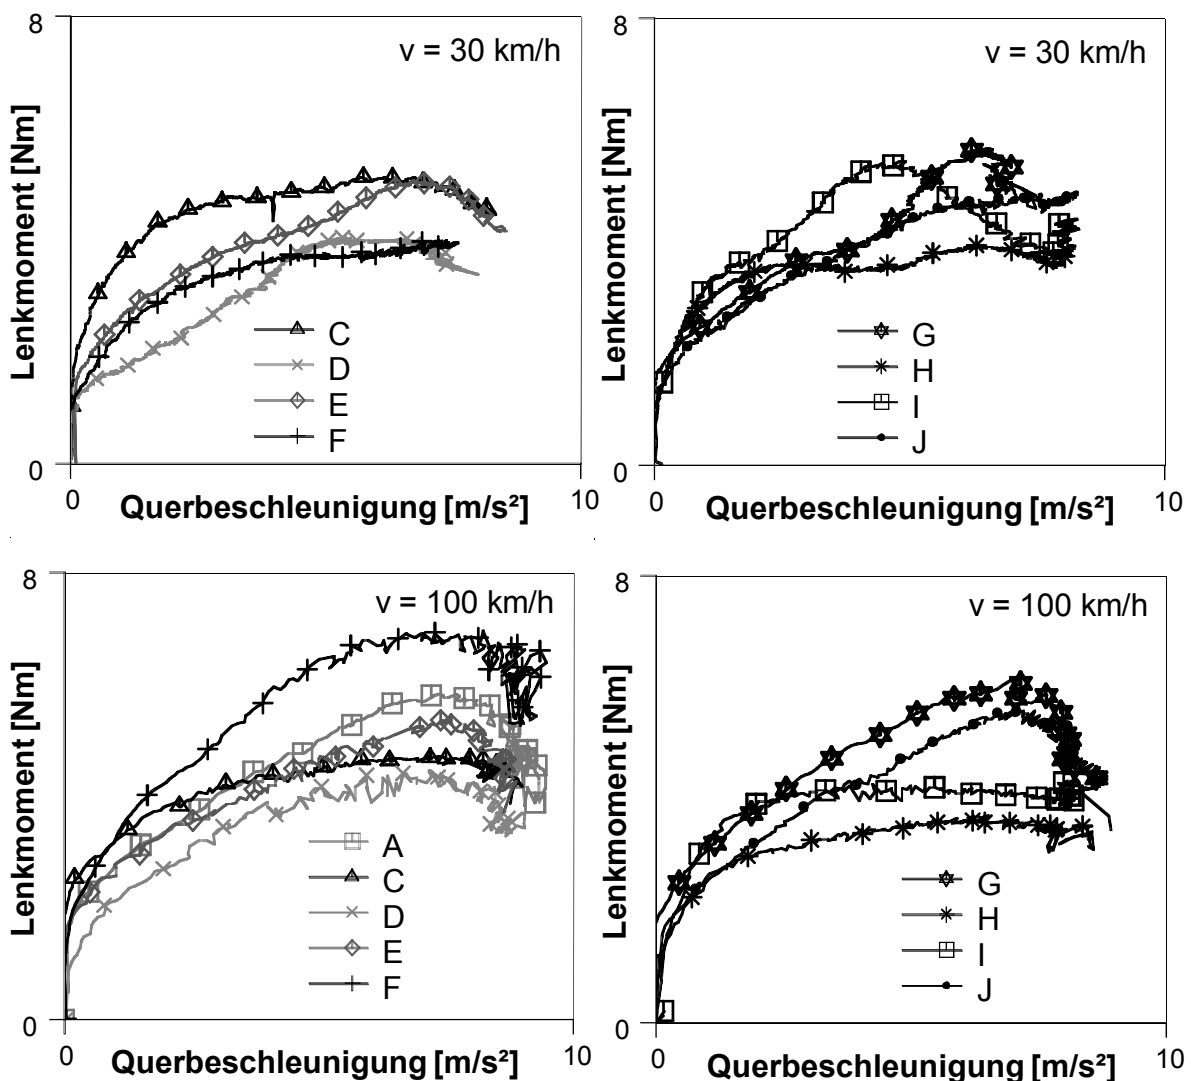 8
v = 30 km/h
Lenkmoment [Nm]
C
D
E
F
0
0
10
Querbeschleunigung [m/s²]
8
v = 30 km/h
Lenkmoment [Nm]
G
H
I
J
0
0
10
Querbeschleunigung [m/s²]
8
v = 100 km/h
Lenkmoment [Nm]
A
C
D
E
F
0
0
10
Querbeschleunigung [m/s²]
8
v = 100 km/h
Lenkmoment [Nm]
G
H
I
J
0
0
10
Querbeschleunigung [m/s²]